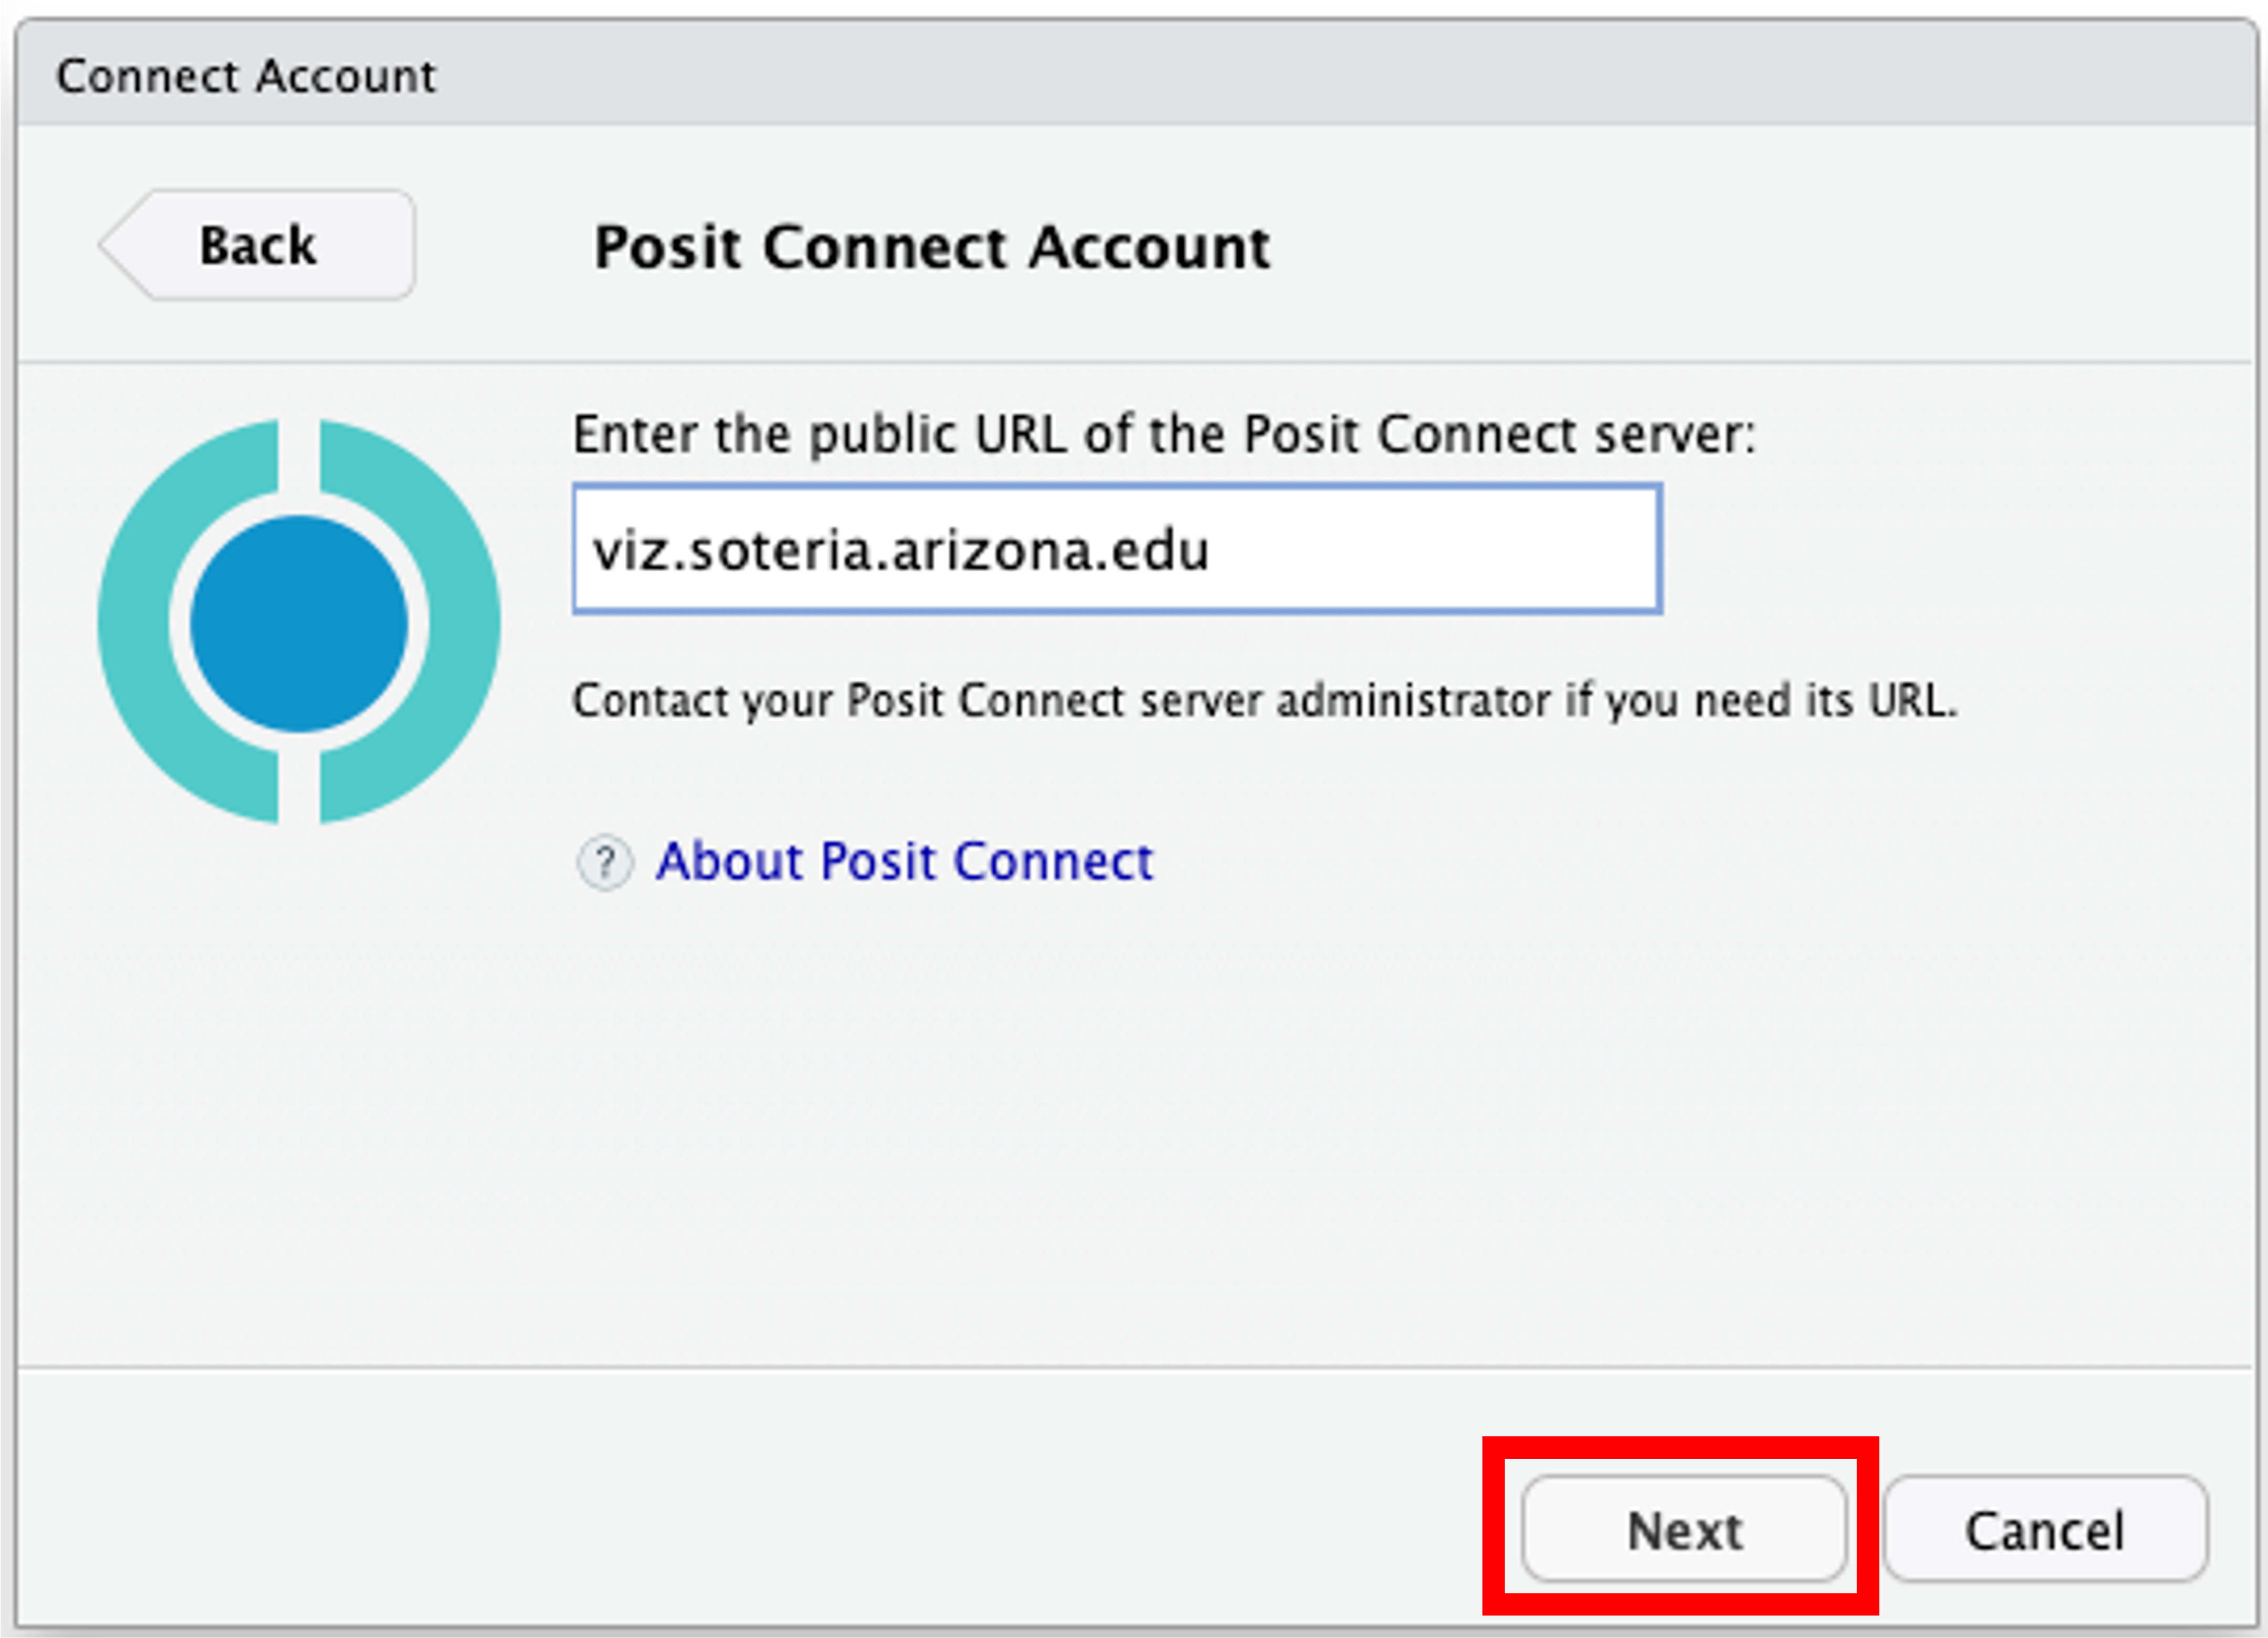 Connect Account
Back
Posit Connect Account
Enter the public URL of the Posit Connect server:
viz.soteria.arizona.edu
Contact your Posit Connect server administrator if you need its URL.
? About Posit Connect
Next
Cancel